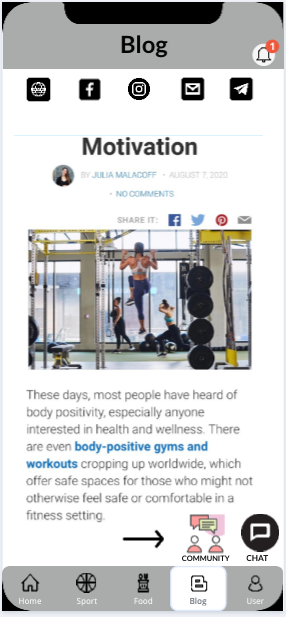 Blog
1
Motivation
BY JULIA MALACOFF • AUGUST 7, 2020
• NO COMMENTS
SHARE IT:
These days, most people have heard of
body positivity, especially anyone
interested in health and wellness. There
are even body-positive gyms and
workouts cropping up worldwide, which
offer safe spaces for those who might not
otherwise feel safe or comfortable in a
fitness setting.
COMMUNITY
CHAT
Home
Sport
Food
Blog
User